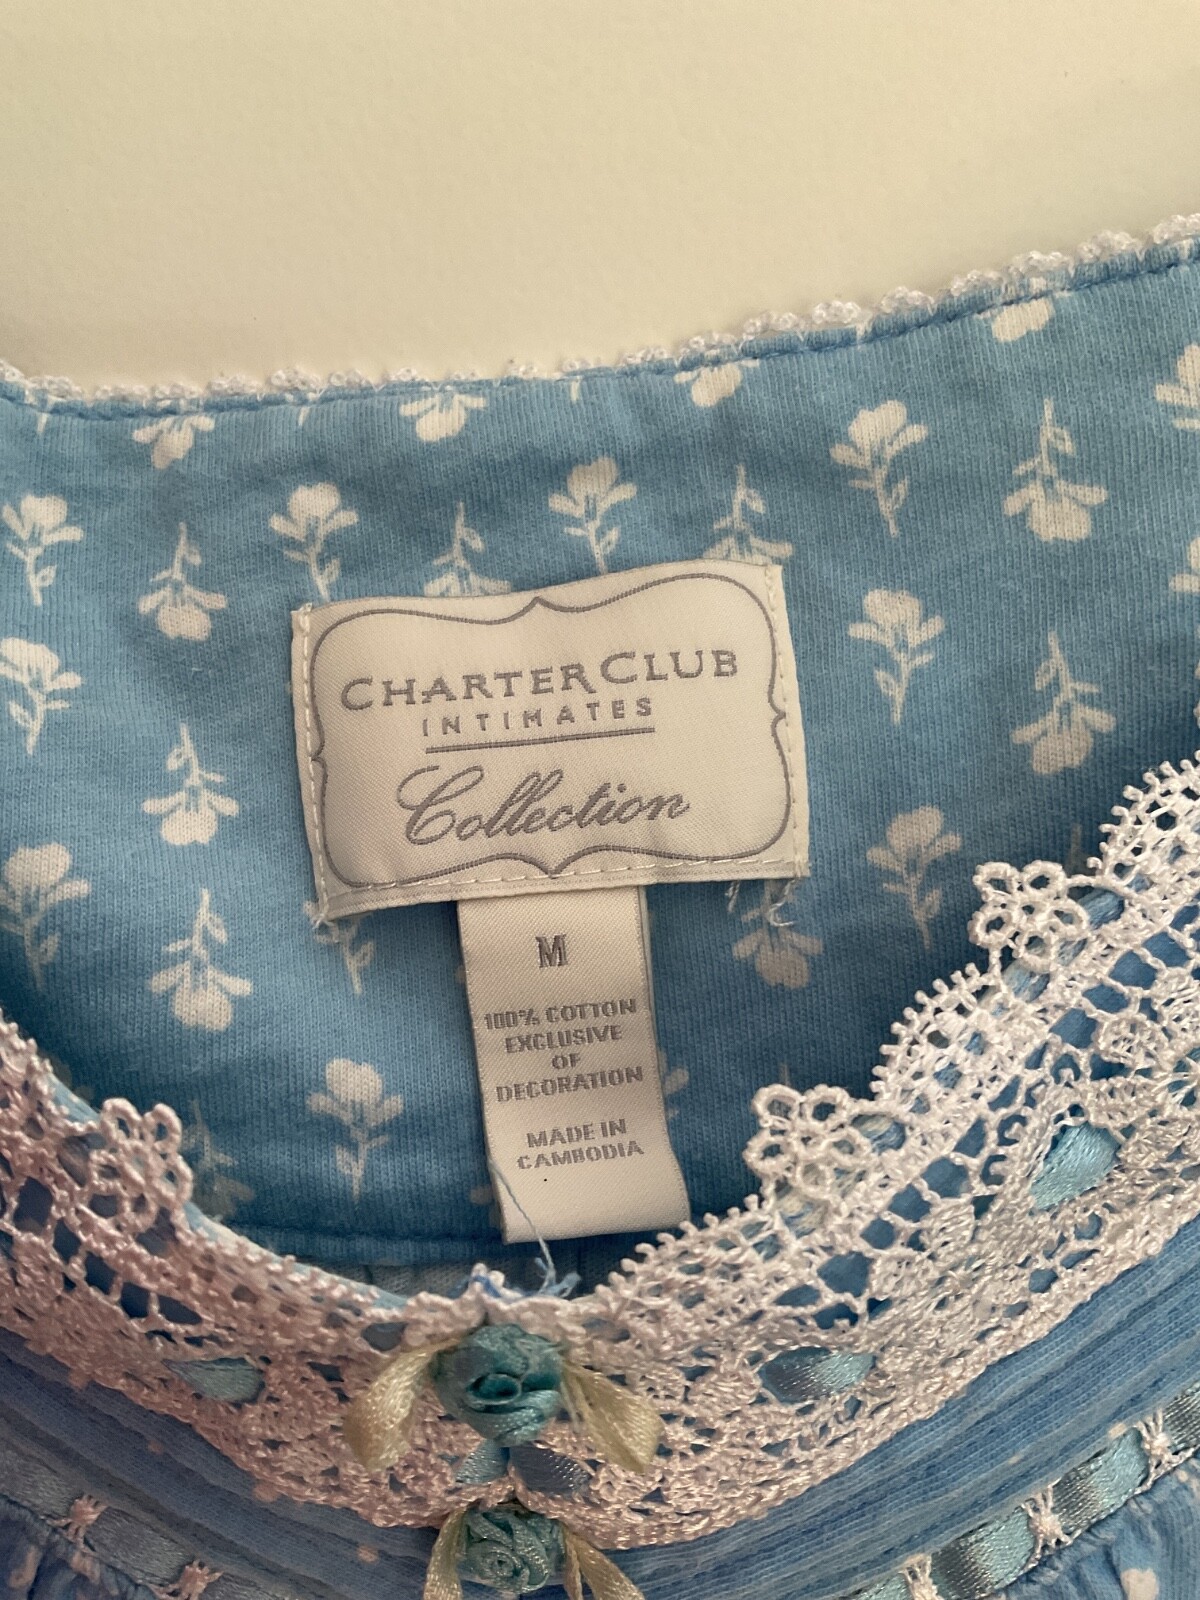 CHARTER CLUB
INTIMATES
Collection
M
100% COTTON
EXCLUSIVE
OF
DECORATION
MADE IN
CAMBODIA